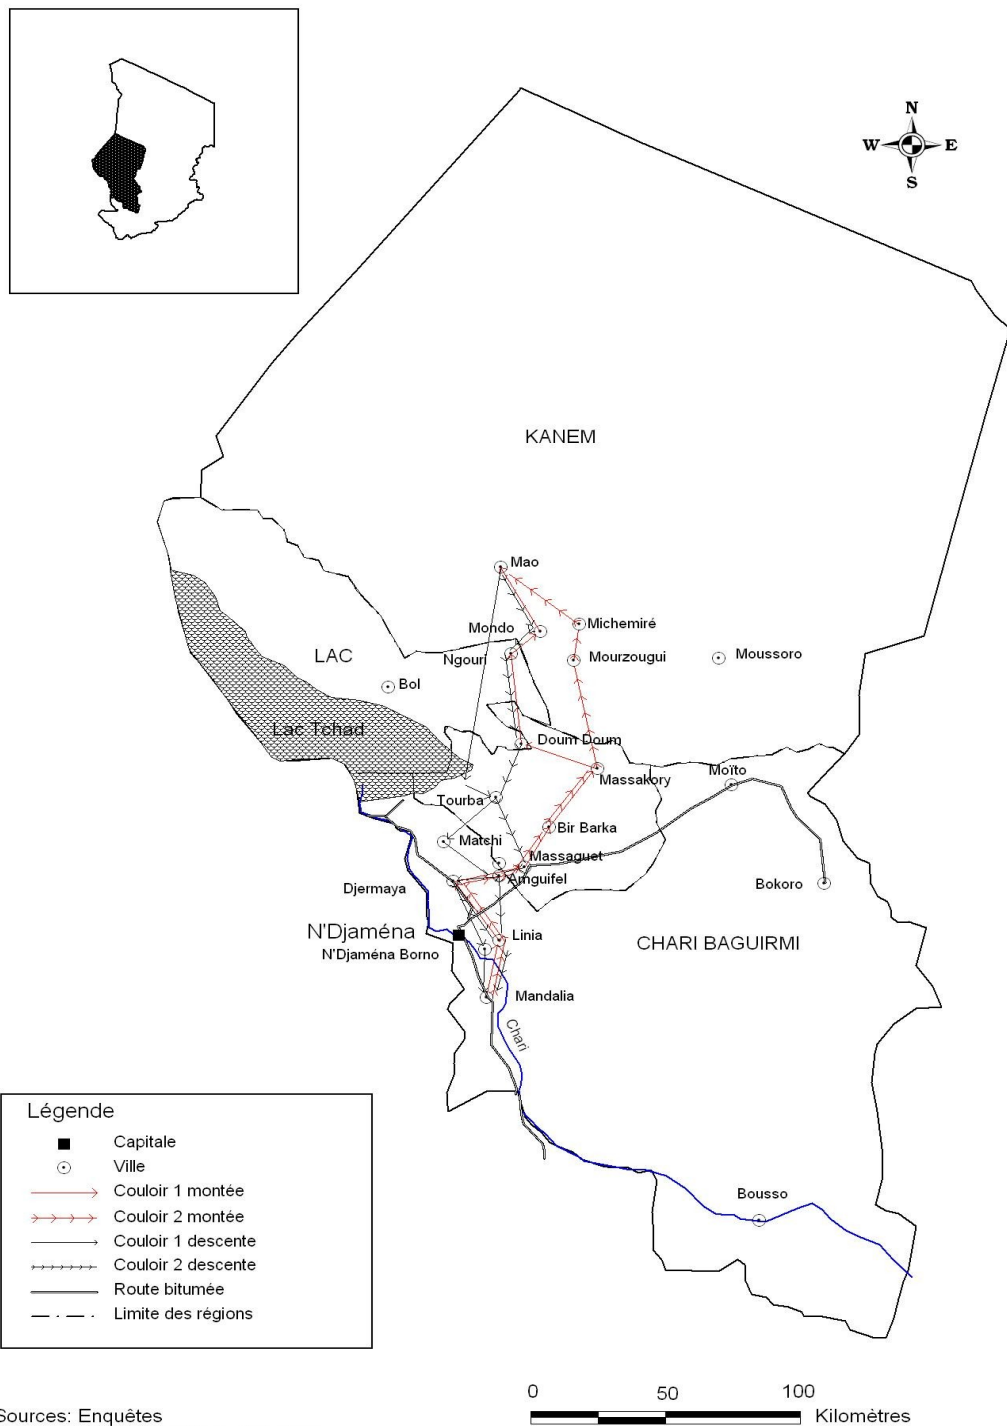 N
W
E
S
KANEM
Mao
Mondo
Michemiré
Ngouri
Mourzougui
Moussoro
LAC
Bol
Lac Tchad
Doum Doum
Massakory
Moïto
Tourba
Bir Barka
Matchi
Massaguet
Amguifel
Djermaya
Bokoro
N'Djaména
Linia
CHARI BAGUIRMI
N'Djaména Borno
Mandalia
Chari
Bousso
Légende
Capitale
Ville
Couloir 1 montée
Couloir 2 montée
Couloir 1 descente
Couloir 2 descente
Route bitumée
Limite des régions
0 50 100
Kilomètres
Sources: Enquêtes